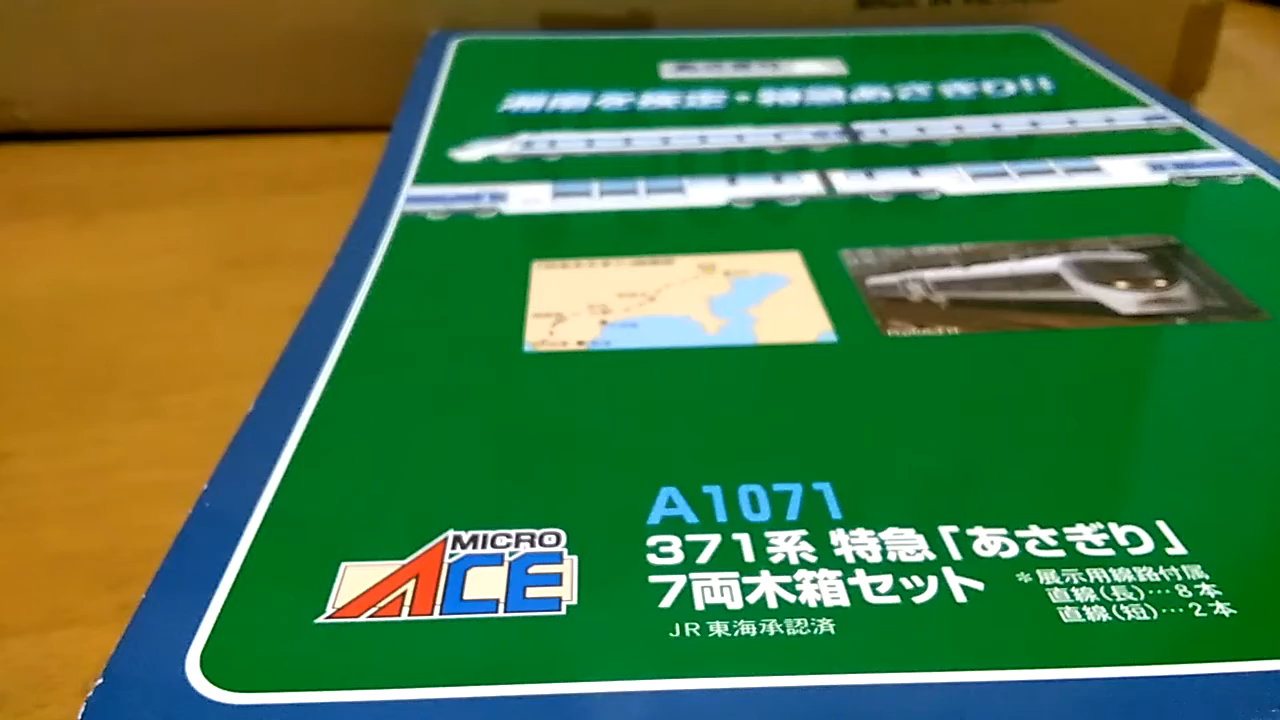 湘南を疾走・特急あさぎり!!
A1071
371系 特急「あさぎり」
7両木箱セット
*展示用線路付属
直線(長)…8本
直線(短)…2本
JR東海承認済
MICRO
ACE